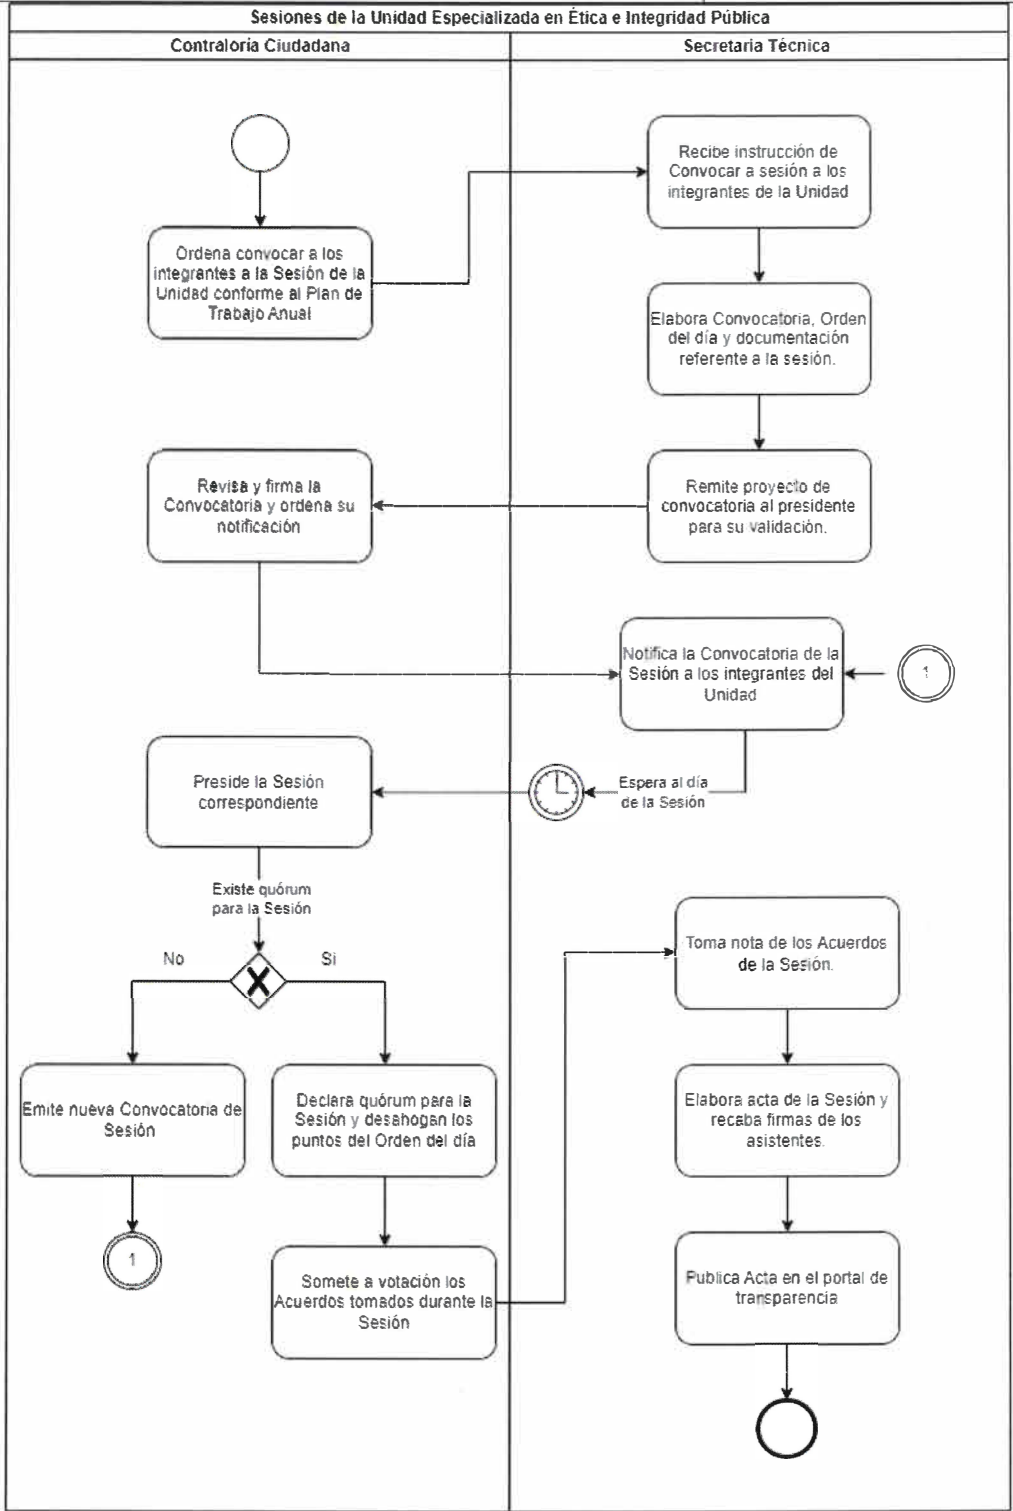 Sesiones de la Unidad Especializada en Ética e Integridad Pública
Contraloría Ciudadana
Secretaria Técnica
Recibe instrucción de
Convocar a sesión a los
integrantes de la Unidad
Ordena convocar a los
integrantes a la Sesión de la
Unidad conforme al Plan de
Trabajo Anual
Elabora Convocatoria, Orden
del día y documentación
referente a la sesión.
Remite proyecto de
convocatoria al presidente
para su validación.
Revisa y firma la
Convocatoria y ordena su
notificación
Notifica la Convocatoria de la
Sesión a los integrantes del
Unidad
1
Espera al día
de la Sesión
Preside la Sesión
correspondiente
Existe quórum
para la Sesión
No
Si
Emite nueva Convocatoria de
Sesión
1
Declara quórum para la
Sesión y desahogan los
puntos del Orden del día
Somete a votación los
Acuerdos tomados durante la
Sesión
Toma nota de los Acuerdos
de la Sesión.
Elabora acta de la Sesión y
recaba firmas de los
asistentes.
Publica Acta en el portal de
transparencia